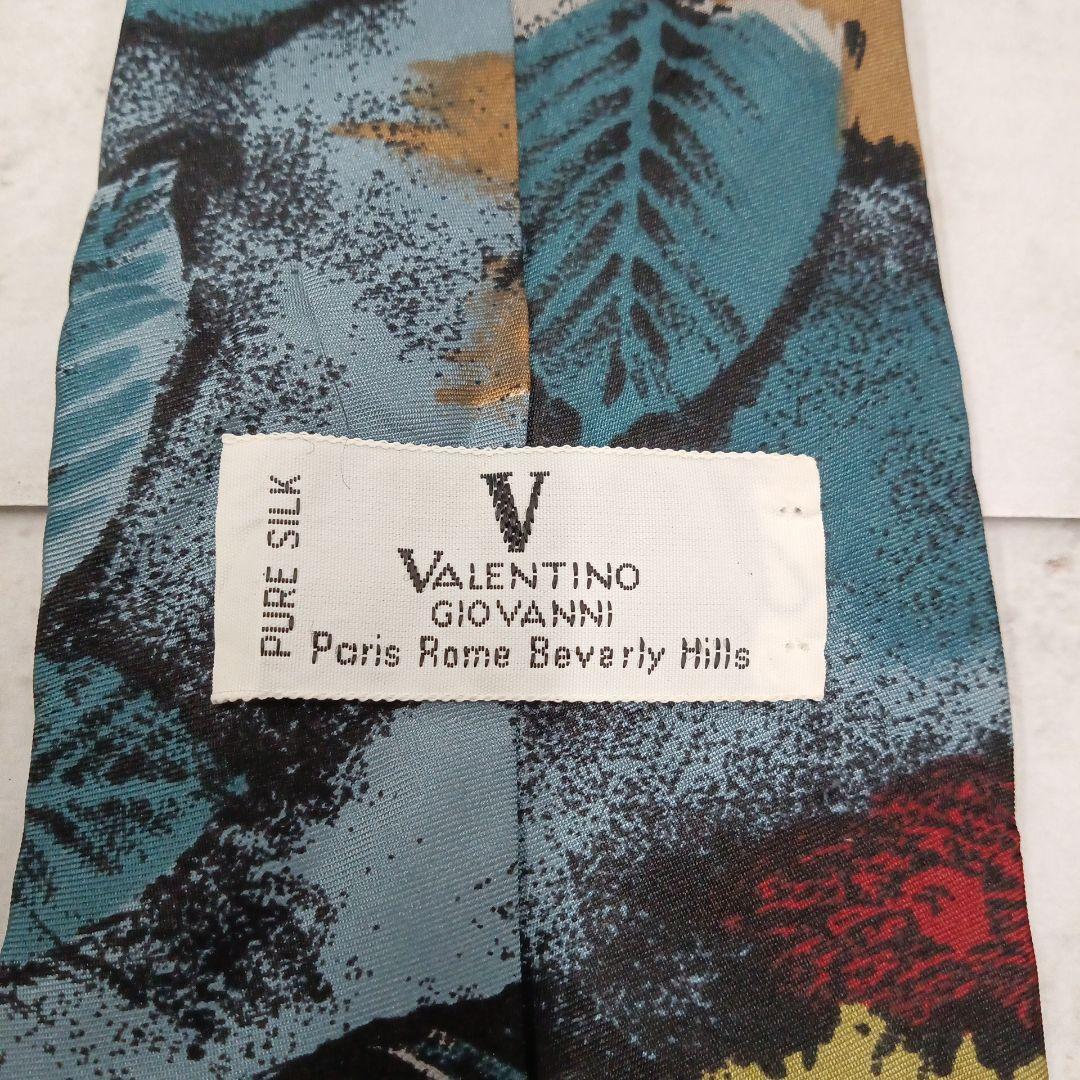 PURE SILK
V
VALENTINO
GIOVANNI
Paris Rome Beverly Hills